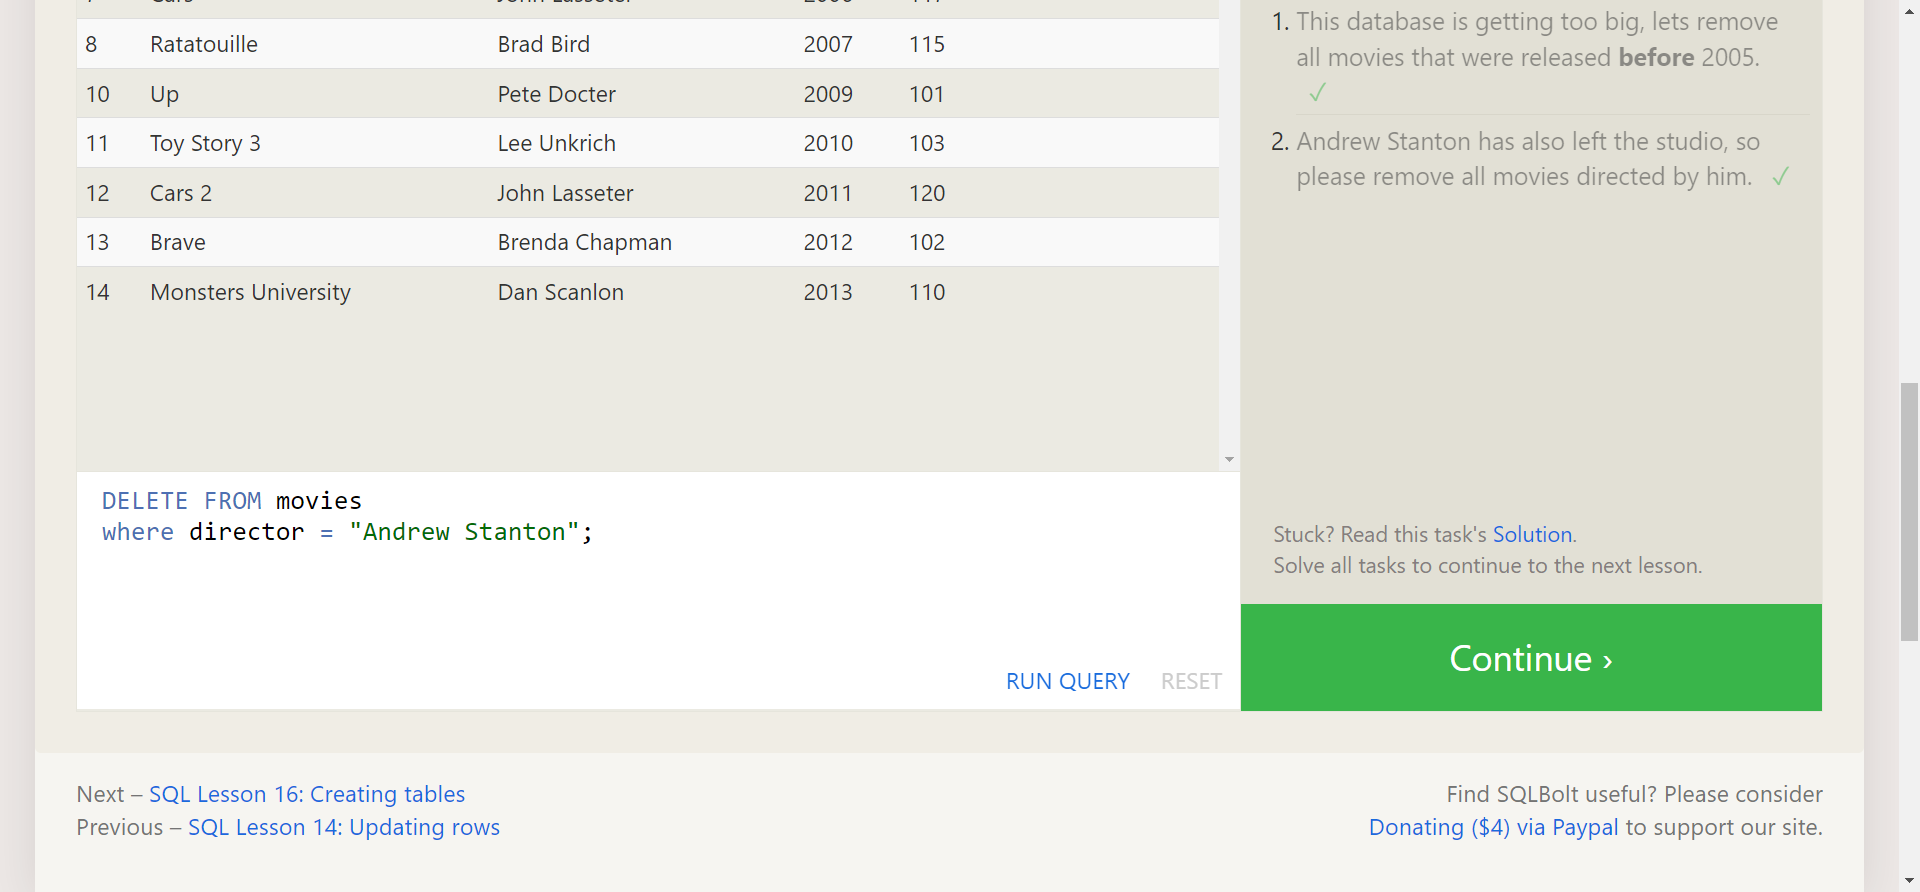 8 Ratatouille Brad Bird 2007 115
10 Up Pete Docter 2009 101
11 Toy Story 3 Lee Unkrich 2010 103
12 Cars 2 John Lasseter 2011 120
13 Brave Brenda Chapman 2012 102
14 Monsters University Dan Scanlon 2013 110
DELETE FROM movies
where director = "Andrew Stanton";
RUN QUERY RESET
1. This database is getting too big, lets remove
all movies that were released before 2005.
✓
2. Andrew Stanton has also left the studio, so
please remove all movies directed by him. ✓
Stuck? Read this task's Solution.
Solve all tasks to continue to the next lesson.
Continue ›
Next – SQL Lesson 16: Creating tables
Previous – SQL Lesson 14: Updating rows
Find SQLBolt useful? Please consider
Donating ($4) via Paypal to support our site.